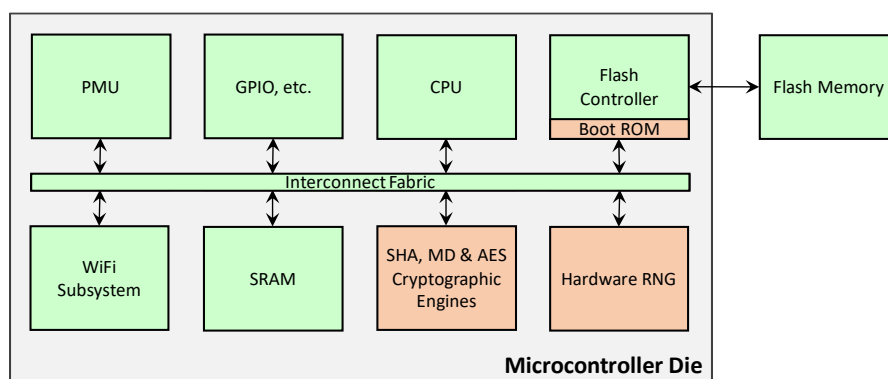 PMU
GPIO, etc.
CPU
Flash
Controller
Boot ROM
Flash Memory
Interconnect Fabric
WiFi
Subsystem
SRAM
SHA, MD & AES
Cryptographic
Engines
Hardware RNG
Microcontroller Die